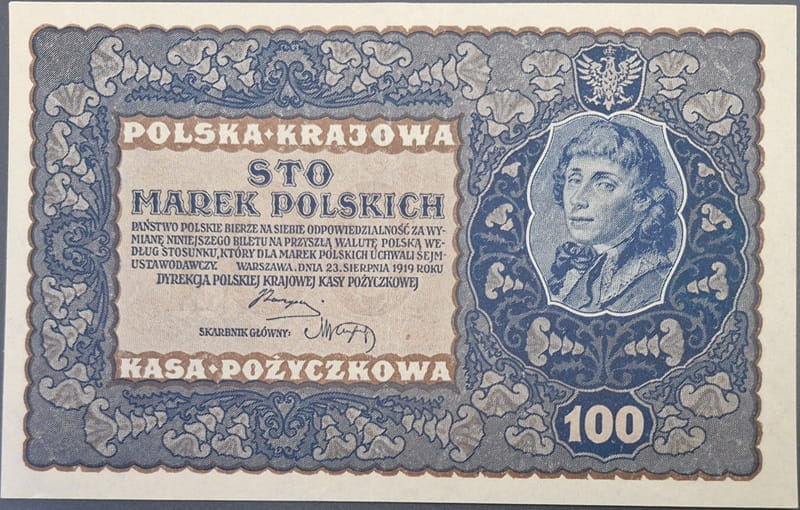 POLSKA·KRAJOWA
STO
MAREK POLSKICH
PAŃSTWO POLSKIE BIERZE NA SIEBIE ODPOWIEDZIALNOŚĆ ZA WY-
MIANĘ NINIEJSZEGO BILETU NA PRZYSZŁĄ WALUTĘ POLSKĄ WE-
DŁUG STOSUNKU, KTÓRY DLA MAREK POLSKICH UCHWALI SEJM-
USTAWODAWCZY. WARSZAWA, DNIA 23. SIERPNIA 1919 ROKU
DYREKCJA POLSKIEJ KRAJOWEJ KASY POŻYCZKOWEJ
SKARBNIK GŁÓWNY:
KASA·POŻYCZKOWA
100